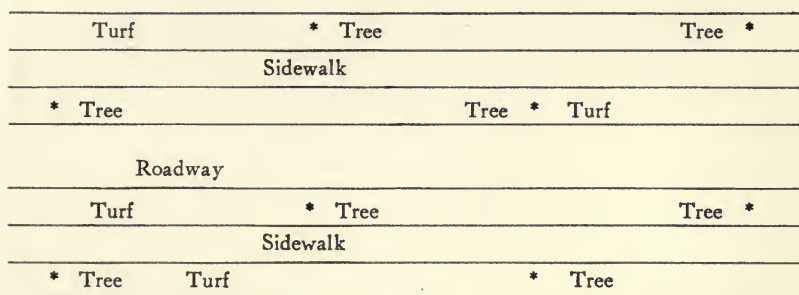 Turf * Tree Tree *
Sidewalk
* Tree Tree * Turf
Roadway
Turf * Tree Tree *
Sidewalk
* Tree Turf * Tree